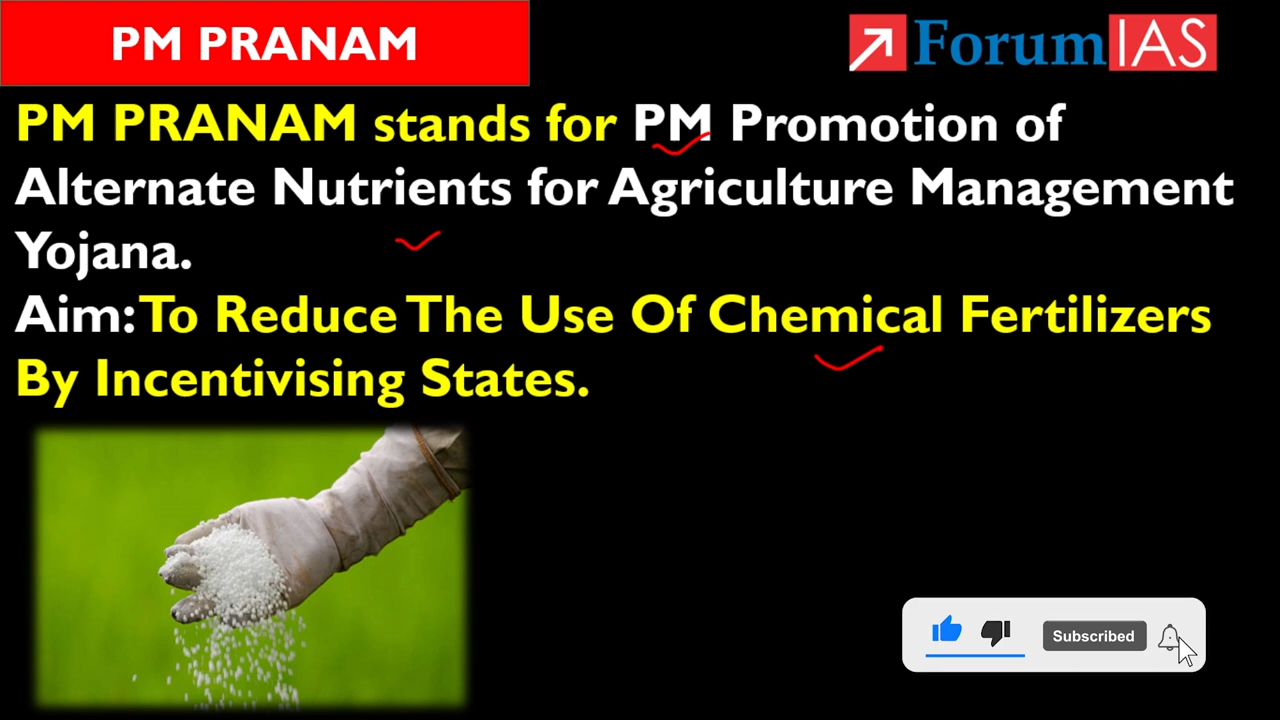 PM PRANAM
ForumIAS
PM PRANAM stands for PM Promotion of
Alternate Nutrients for Agriculture Management
Yojana.
Aim:To Reduce The Use Of Chemical Fertilizers
By Incentivising States.
Subscribed